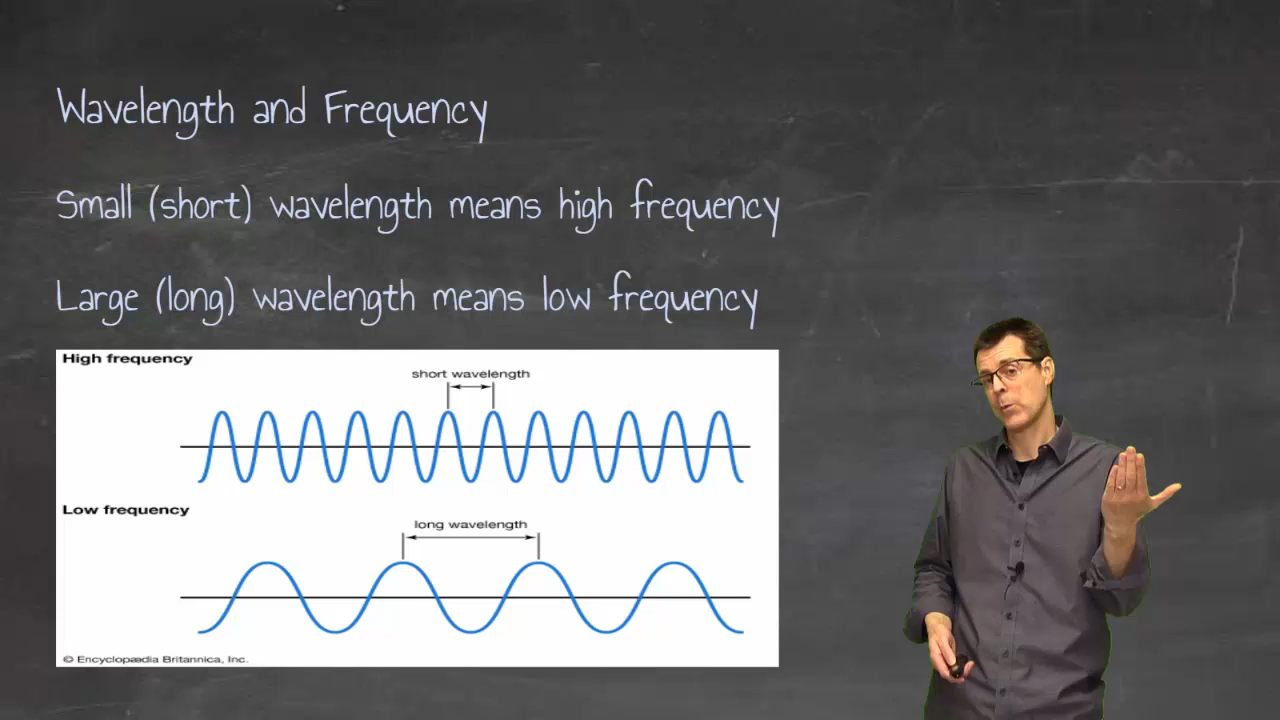 Wavelength and Frequency
Small (short) wavelength means high frequency
Large (long) wavelength means low frequency
High frequency
short wavelength
Low frequency
long wavelength
© Encyclopædia Britannica, Inc.